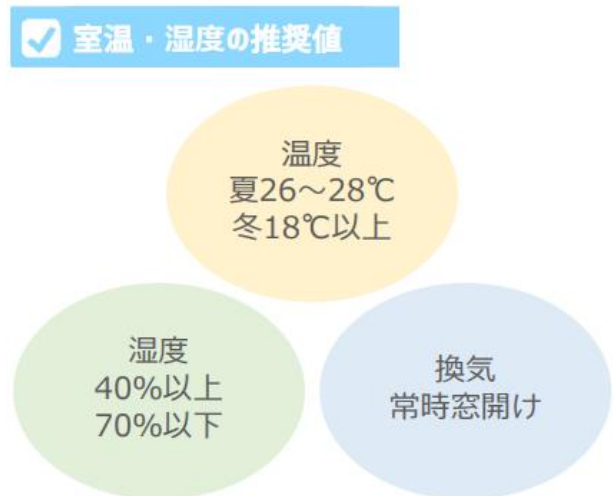 室温・湿度の推奨値
温度
夏26～28℃
冬18℃以上
湿度
40%以上
70%以下
換気
常時窓開け